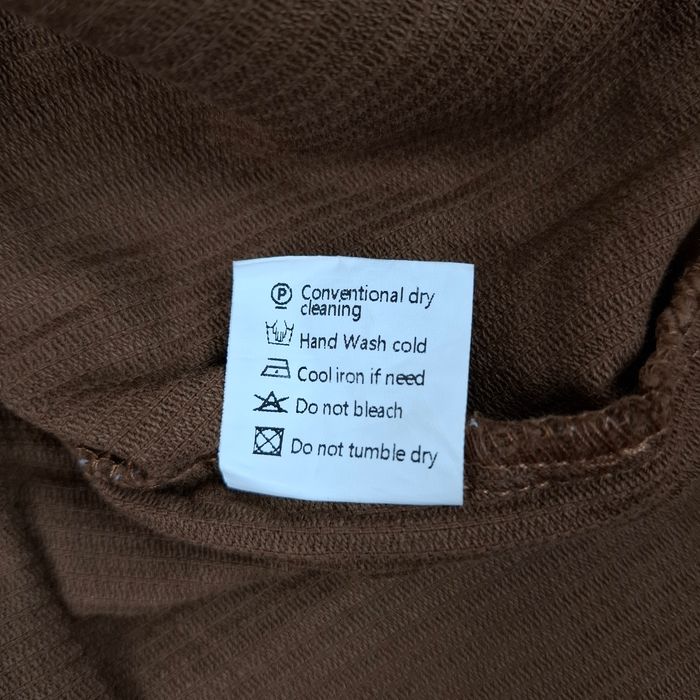 P Conventional dry
cleaning
Hand Wash cold
Cool iron if need
Do not bleach
Do not tumble dry